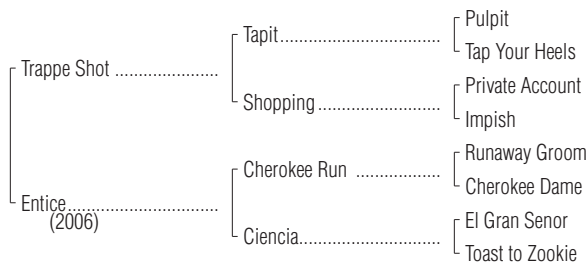 Pulpit
Tapit..............................................
Tap Your Heels
Trappe Shot .............................
Private Account
Shopping...................................
Impish
Runaway Groom
Cherokee Run ........................
Cherokee Dame
Entice..........................................
(2006)
El Gran Senor
Ciencia........................................
Toast to Zookie